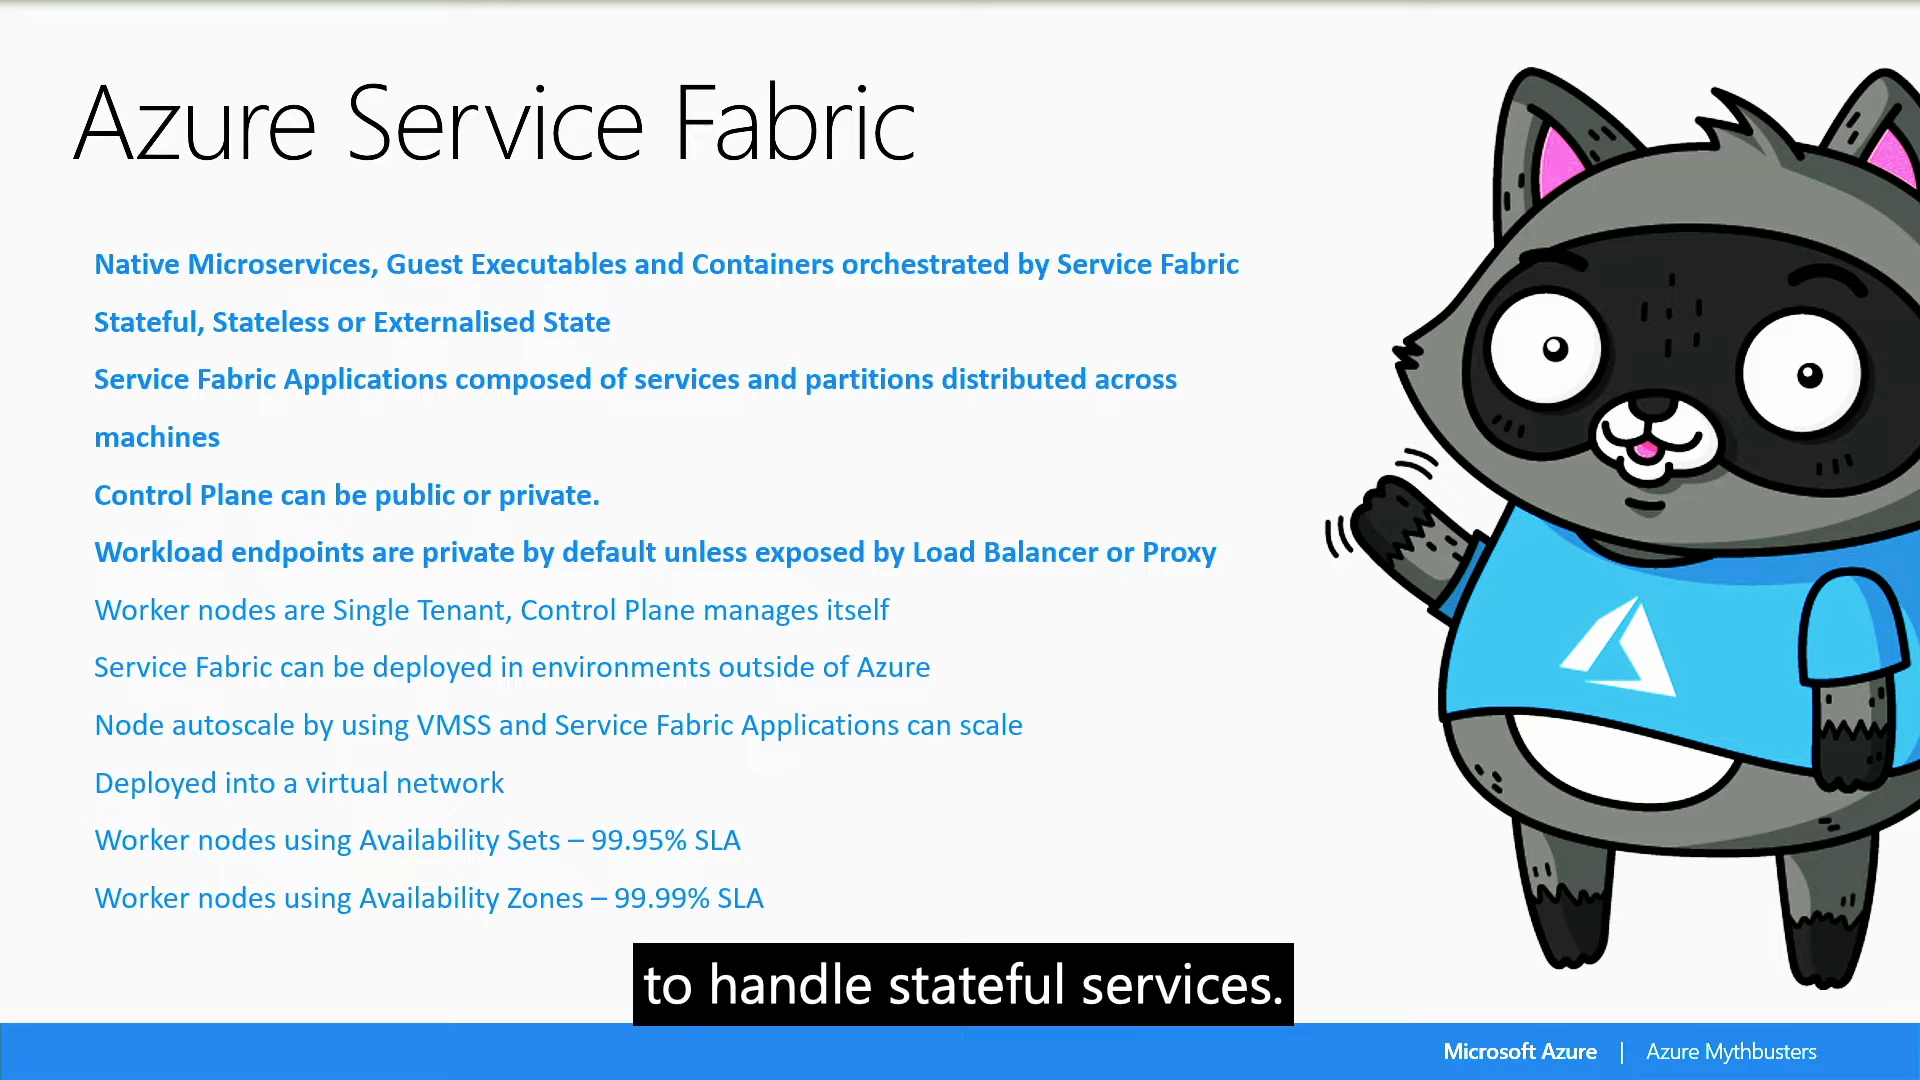 Azure Service Fabric
Native Microservices, Guest Executables and Containers orchestrated by Service Fabric
Stateful, Stateless or Externalised State
Service Fabric Applications composed of services and partitions distributed across
machines
Control Plane can be public or private.
Workload endpoints are private by default unless exposed by Load Balancer or Proxy
Worker nodes are Single Tenant, Control Plane manages itself
Service Fabric can be deployed in environments outside of Azure
Node autoscale by using VMSS and Service Fabric Applications can scale
Deployed into a virtual network
Worker nodes using Availability Sets – 99.95% SLA
Worker nodes using Availability Zones – 99.99% SLA
to handle stateful services.
Microsoft Azure | Azure Mythbusters